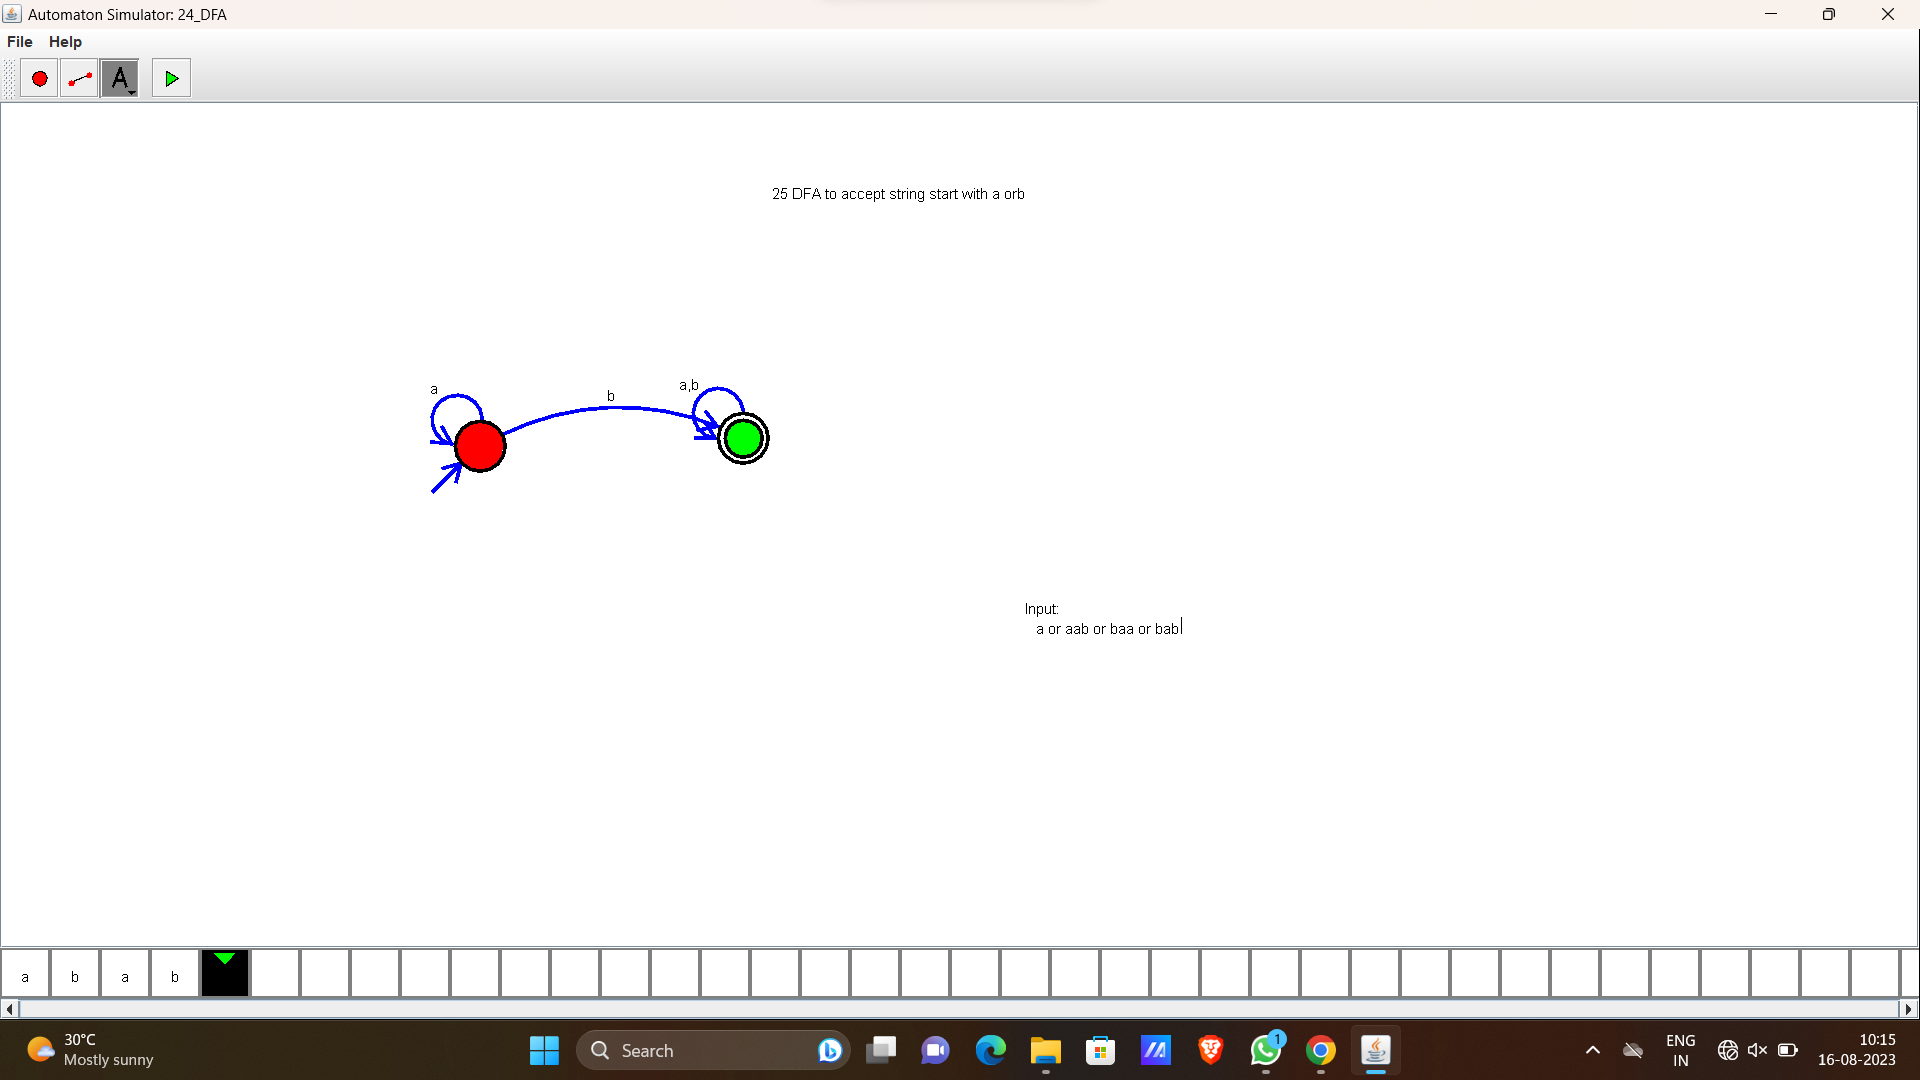 Automaton Simulator: 24_DFA
File Help
A
25 DFA to accept string start with a orb
a
b
a,b
Input:
a or aab or baa or bab
a b a b
30°C
Mostly sunny
Search
1
ENG
IN
10:15
16-08-2023